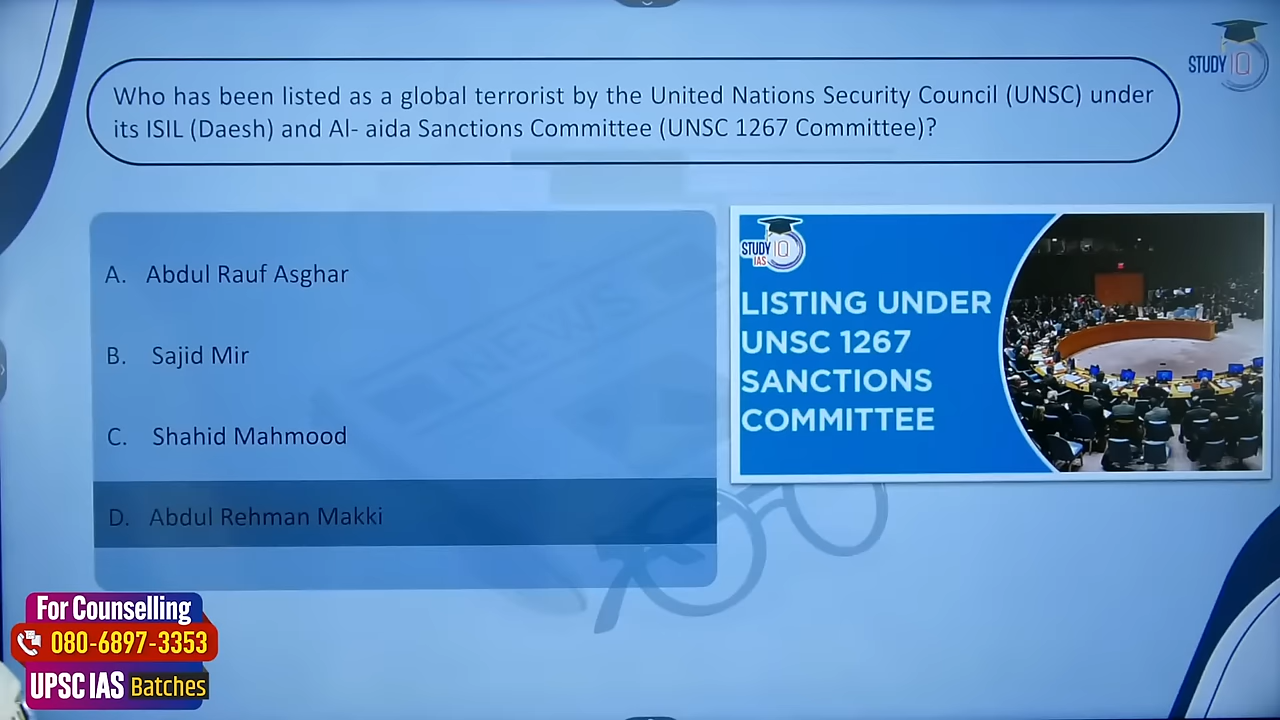 STUDY IQ
Who has been listed as a global terrorist by the United Nations Security Council (UNSC) under
its ISIL (Daesh) and Al- aida Sanctions Committee (UNSC 1267 Committee)?
A. Abdul Rauf Asghar
B. Sajid Mir
C. Shahid Mahmood
D. Abdul Rehman Makki
STUDY IQ
IAS
LISTING UNDER
UNSC 1267
SANCTIONS
COMMITTEE
NEWS
For Counselling
080-6897-3353
UPSC IAS Batches